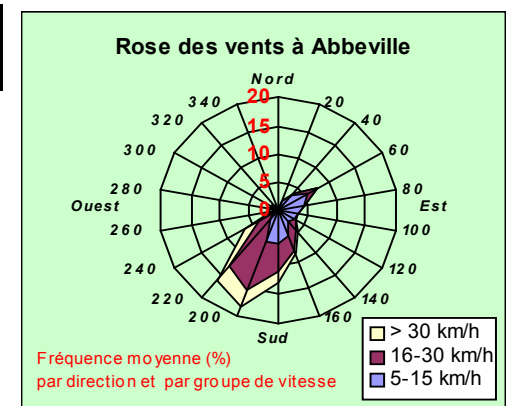 Rose des vents à Abbeville
Nord
340 20 20
320 15 40
300 10 60
280 5 80
Ouest 0 Est
260 100
240 120
220 140
200 160
Sud
> 30 km/h
16-30 km/h
5-15 km/h
Fréquence moyenne (%)
par direction et par groupe de vitesse